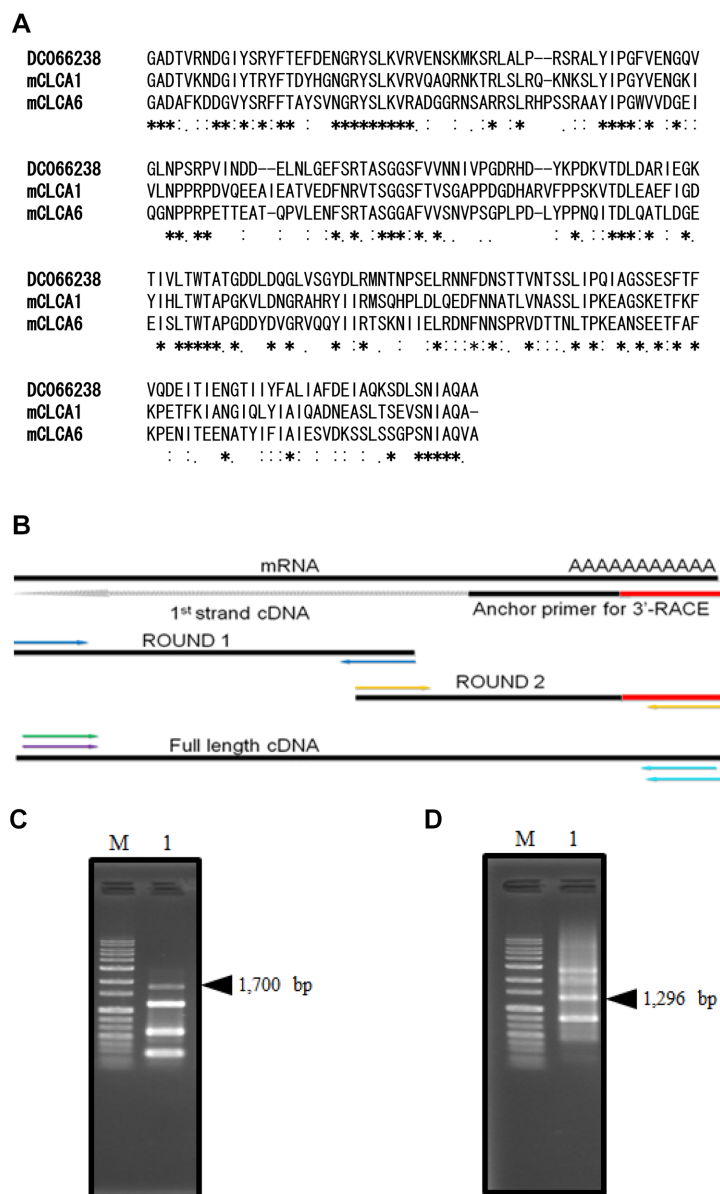 A
DC066238 GADTVRNDGIYSRYFTEFDENGRYSLKVRVENSKMKSRLALP--RSRALYIPGFVENGQV
mCLCA1 GADTVKNDGIYTRYFTDYHGNGRYSLKVRVQAQRNKTRLSLRQ-KNKSLYIPGYVENGKI
mCLCA6 GADAFKDDGVYSRFFTAYSVNGRYSLKVRADGGRNSARRSLRHPSSRAAYIPGWVVDGEI
DC066238 GLNPSRPVINDD--ELNLGEFSRTASGGSFVVNNIVPGDRHD--YKPDKVTDLDARIEGK
mCLCA1 VLNPPRPDVQEEAIEATVEDFNRVTSGGSFTVSGAPPDGDHARVFPPSKVTDLEAEFIGD
mCLCA6 QGNPPRPETTEAT-QPVLENFSRTASGGAFVVSNVPSGPLPD-LYPPNQITDLQATLDGE
DC066238 TIVLTWTATGDDLDQGLVSGYDLRMNTNPSELRNNFDNSTTVNTSSLIPQIAGSSESFTF
mCLCA1 YIHLTWTAPGKVLDNGRAHRYIIRMSQHPLDLQEDFNNATLVNASSLIPKEAGSKETFKF
mCLCA6 EISLTWTAPGDDYDVGRVQQYIIRTSKNIIELRDNFNNSPRVDTTNLTPKEANSEETFAF
DC066238 VQDEITIENGTIIYFALIAFDEIAQKSDLSNIAQAA
mCLCA1 KPETFKIANGIQLYIAIQADNEASLTSEVSNIAQA-
mCLCA6 KPENITEENATYIFIAIESVDKSSLSSGPSNIAQVA
B
mRNA AAAAAAAAAAA
1st strand cDNA Anchor primer for 3'-RACE
ROUND 1
ROUND 2
Full length cDNA
C
M 1
1,700 bp
D
M 1
1,296 bp